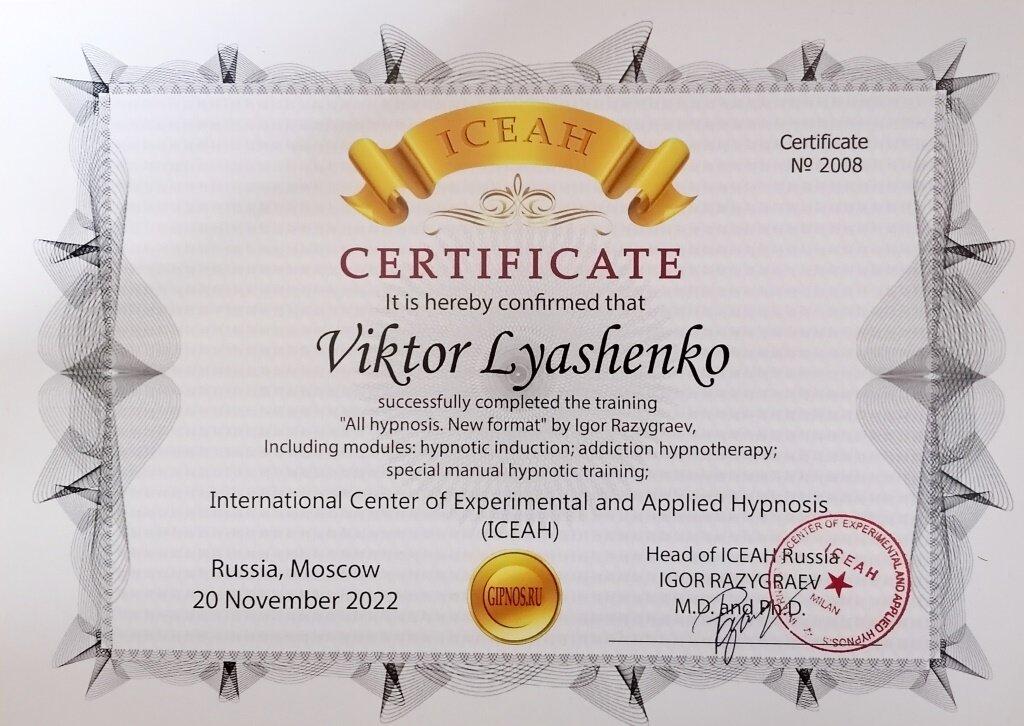 ICEAH
Certificate
№ 2008
CERTIFICATE
It is hereby confirmed that
Viktor Lyashenko
successfully completed the training
"All hypnosis. New format" by Igor Razygraev,
Including modules: hypnotic induction; addiction hypnotherapy;
special manual hypnotic training;
International Center of Experimental and Applied Hypnosis
(ICEAH)
Russia, Moscow
20 November 2022
GIPNOS.RU
Head of ICEAH Russia
IGOR RAZYGRAEV
M.D. and Ph.D.
CENTER OF EXPERIMENTAL AND APPLIED HYPNOSIS
ICEAH
MILAN